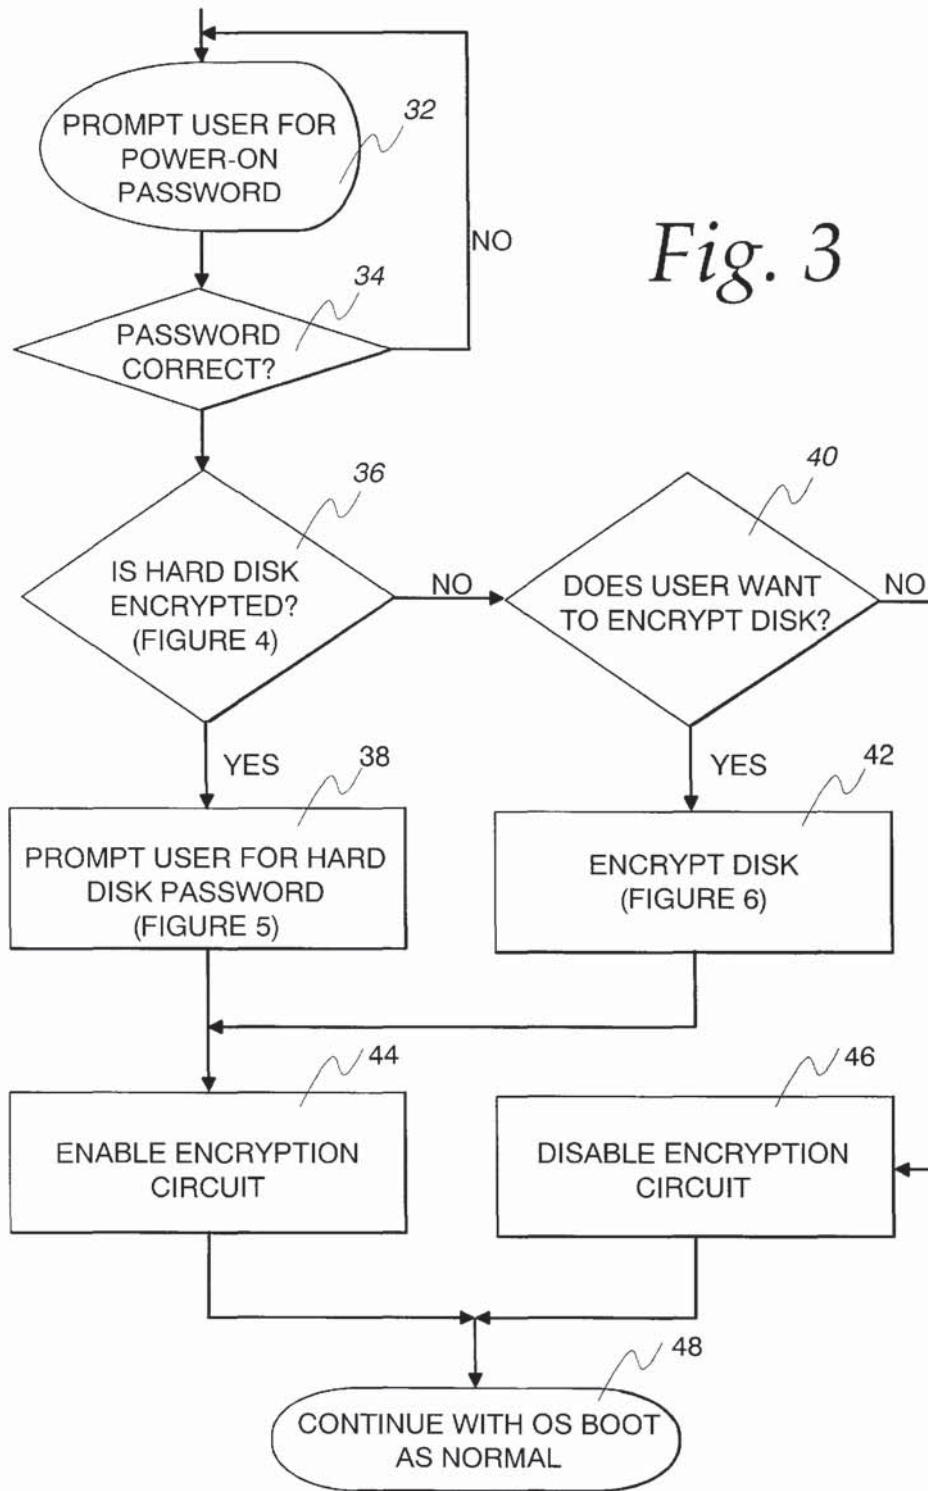 PROMPT USER FOR
POWER-ON
PASSWORD
32
NO
Fig. 3
34
PASSWORD
CORRECT?
36
IS HARD DISK
ENCRYPTED?
(FIGURE 4)
NO
40
DOES USER WANT
TO ENCRYPT DISK?
NO
YES
38
PROMPT USER FOR HARD
DISK PASSWORD
(FIGURE 5)
YES
42
ENCRYPT DISK
(FIGURE 6)
44
ENABLE ENCRYPTION
CIRCUIT
46
DISABLE ENCRYPTION
CIRCUIT
48
CONTINUE WITH OS BOOT
AS NORMAL